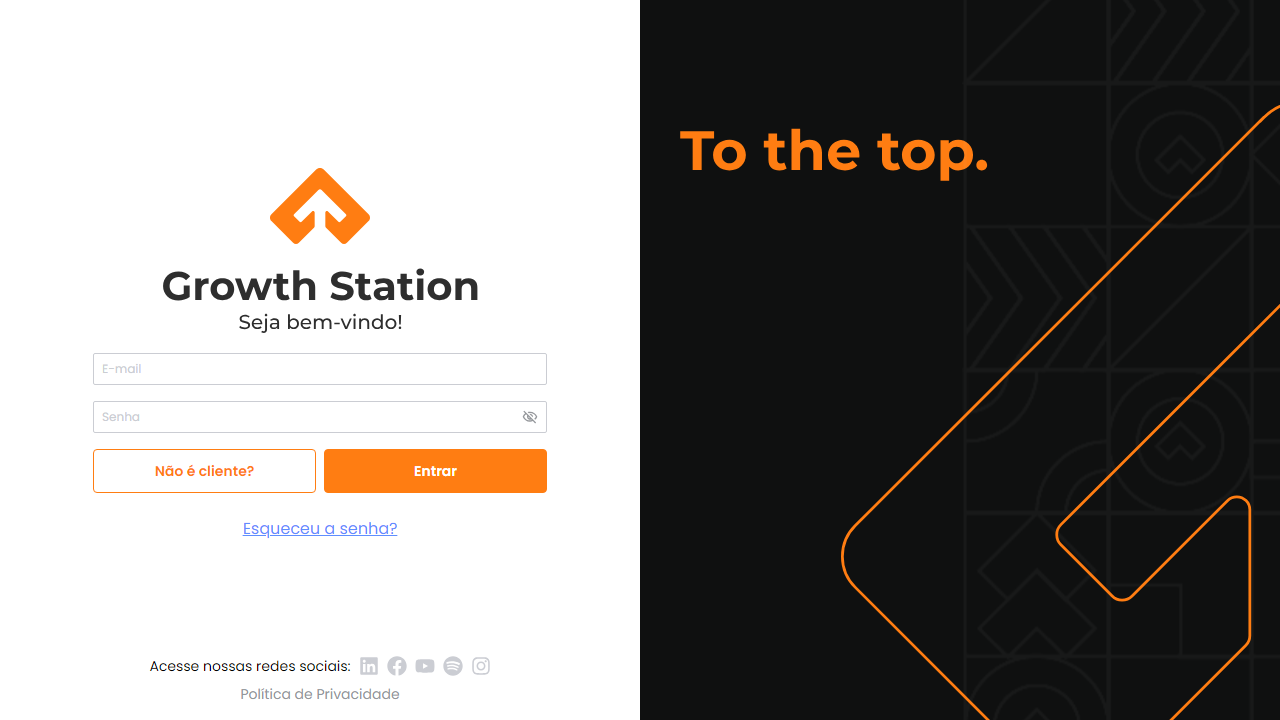 Growth Station
Seja bem-vindo!
E-mail
Senha
Não é cliente?
Entrar
Esqueceu a senha?
Acesse nossas redes sociais:
Política de Privacidade
To the top.